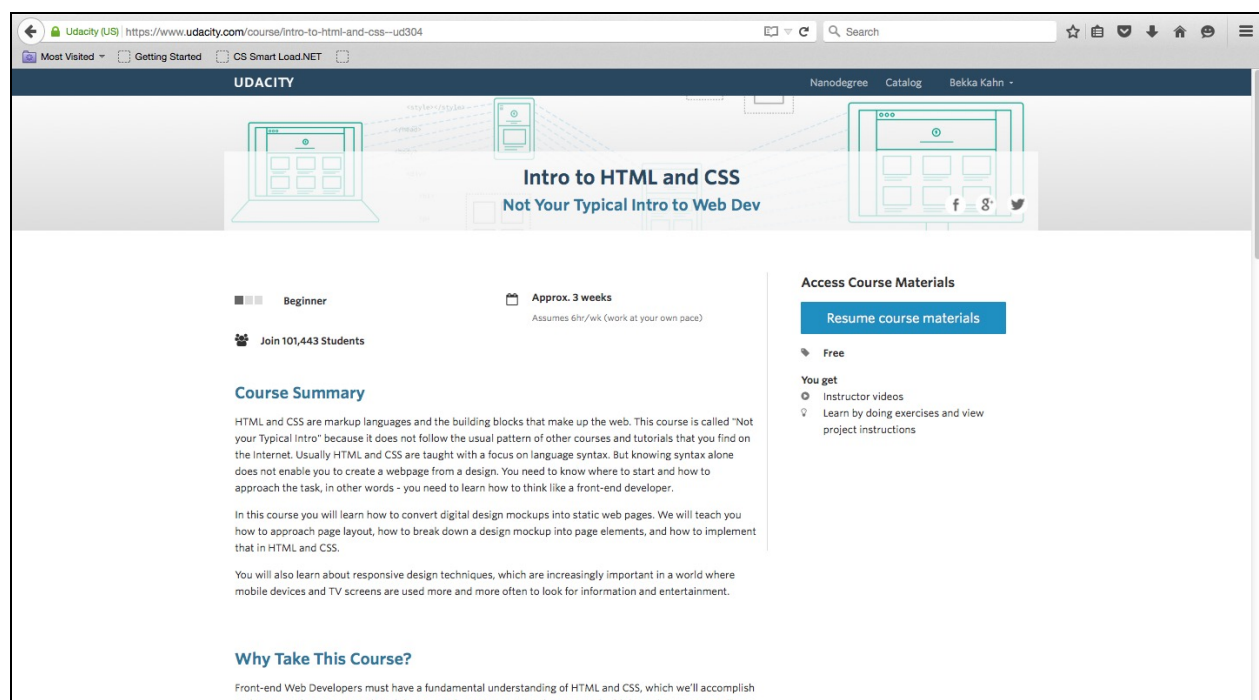 Udacity (US) https://www.udacity.com/course/intro-to-html-and-css--ud304
Search
Most Visited
Getting Started
CS Smart Load.NET
UDACITY
Nanodegree Catalog Bekka Kahn
<style></style>
Intro to HTML and CSS
Not Your Typical Intro to Web Dev
Beginner
Approx. 3 weeks
Assumes 6hr/wk (work at your own pace)
Join 101,443 Students
Course Summary
HTML and CSS are markup languages and the building blocks that make up the web. This course is called "Not
your Typical Intro" because it does not follow the usual pattern of other courses and tutorials that you find on
the Internet. Usually HTML and CSS are taught with a focus on language syntax. But knowing syntax alone
does not enable you to create a webpage from a design. You need to know where to start and how to
approach the task, in other words - you need to learn how to think like a front-end developer.
In this course you will learn how to convert digital design mockups into static web pages. We will teach you
how to approach page layout, how to break down a design mockup into page elements, and how to implement
that in HTML and CSS.
You will also learn about responsive design techniques, which are increasingly important in a world where
mobile devices and TV screens are used more and more often to look for information and entertainment.
Why Take This Course?
Front-end Web Developers must have a fundamental understanding of HTML and CSS, which we'll accomplish
Access Course Materials
Resume course materials
Free
You get
Instructor videos
Learn by doing exercises and view
project instructions